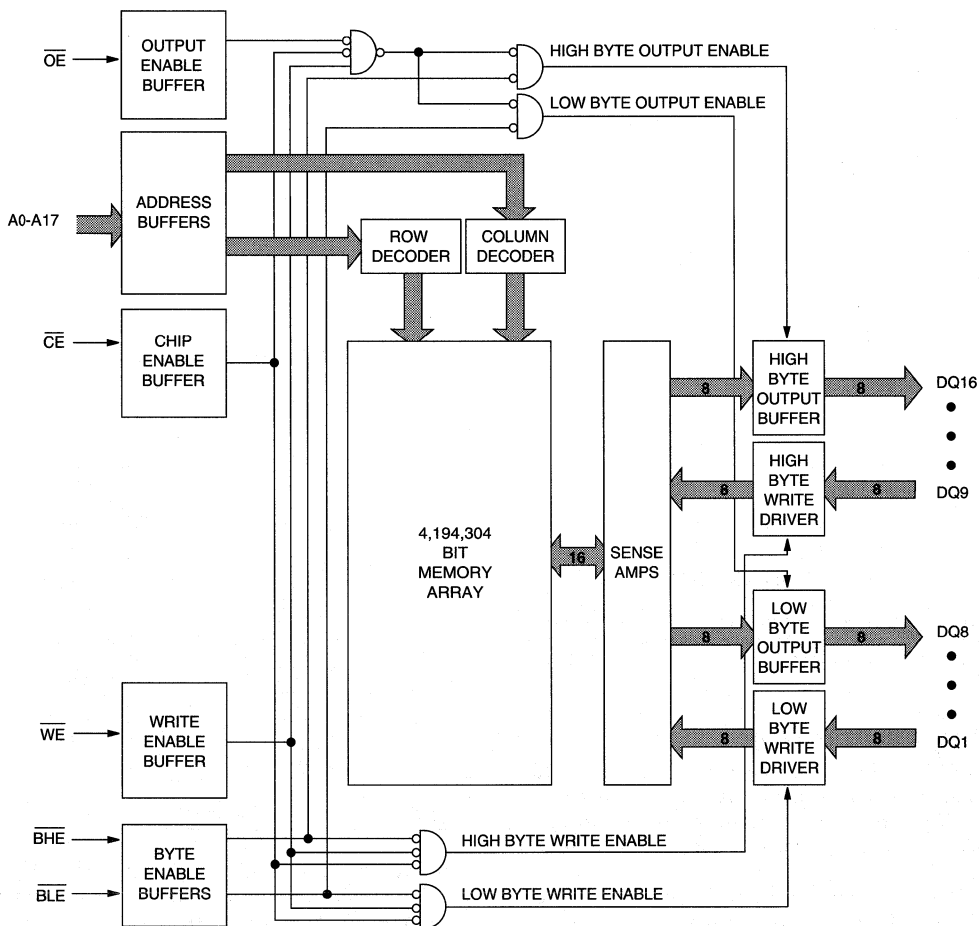 OE
OUTPUT
ENABLE
BUFFER
HIGH BYTE OUTPUT ENABLE
LOW BYTE OUTPUT ENABLE
A0-A17
ADDRESS
BUFFERS
ROW
DECODER
COLUMN
DECODER
CE
CHIP
ENABLE
BUFFER
4,194,304
BIT
MEMORY
ARRAY
16
SENSE
AMPS
8
HIGH
BYTE
OUTPUT
BUFFER
8
DQ16
8
HIGH
BYTE
WRITE
DRIVER
8
DQ9
8
LOW
BYTE
OUTPUT
BUFFER
8
DQ8
8
LOW
BYTE
WRITE
DRIVER
8
DQ1
WE
WRITE
ENABLE
BUFFER
BHE
BLE
BYTE
ENABLE
BUFFERS
HIGH BYTE WRITE ENABLE
LOW BYTE WRITE ENABLE